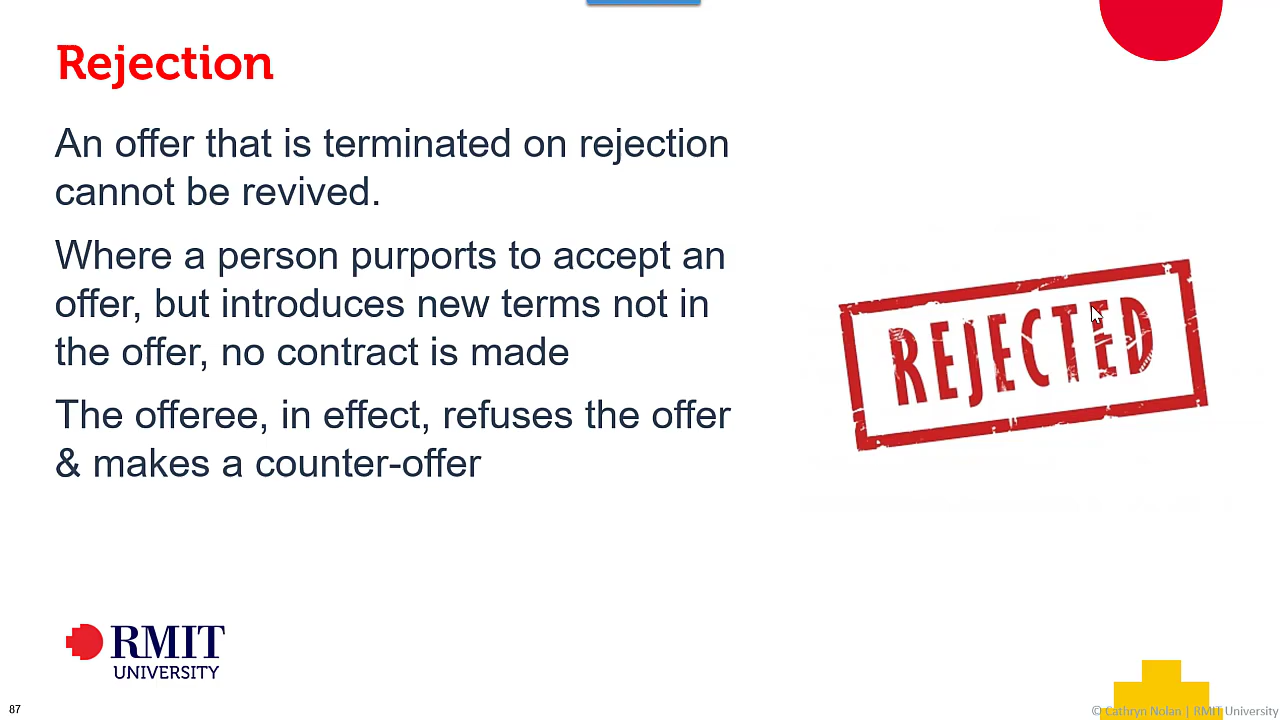 Rejection
An offer that is terminated on rejection
cannot be revived.
Where a person purports to accept an
offer, but introduces new terms not in
the offer, no contract is made
The offeree, in effect, refuses the offer
& makes a counter-offer
REJECTED
RMIT
UNIVERSITY
87
© Cathryn Nolan | RMIT University